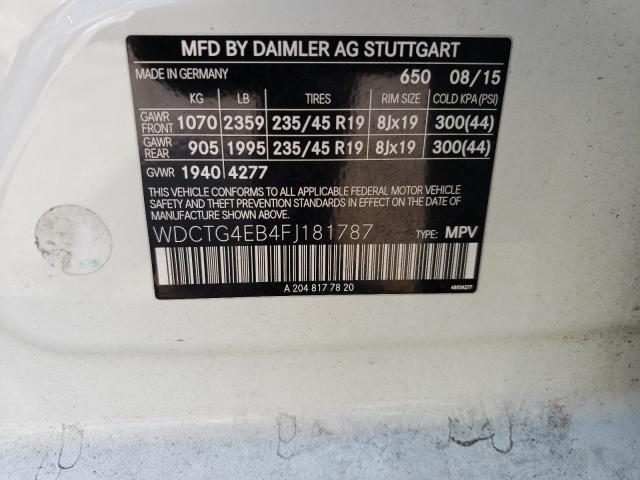 MFD BY DAIMLER AG STUTTGART
MADE IN GERMANY 650 08/15
KG LB TIRES RIM SIZE COLD KPA(PSI)
GAWR FRONT 1070 2359 235/45 R19 8Jx19 300(44)
GAWR REAR 905 1995 235/45 R19 8Jx19 300(44)
GVWR 1940 4277
THIS VEHICLE CONFORMS TO ALL APPLICABLE FEDERAL MOTOR VEHICLE
SAFETY AND THEFT PREVENTION STANDARDS IN EFFECT ON THE DATE
OF MANUFACTURE SHOWN ABOVE.
WDCTG4EB4FJ181787 TYPE: MPV
A 204 817 78 20 48934277